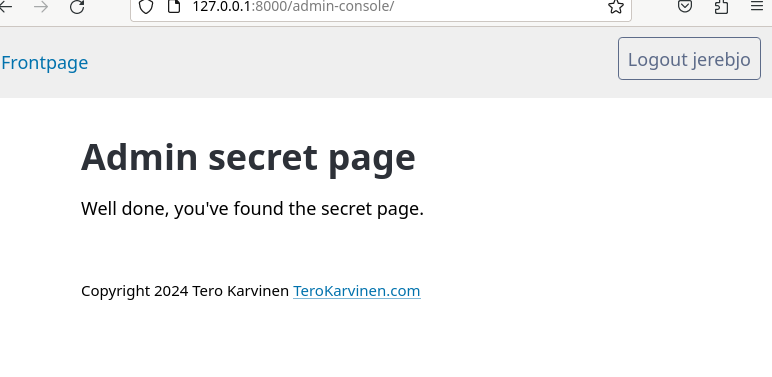 127.0.0.1:8000/admin-console/
Frontpage
Logout jerebjo
Admin secret page
Well done, you've found the secret page.
Copyright 2024 Tero Karvinen TeroKarvinen.com